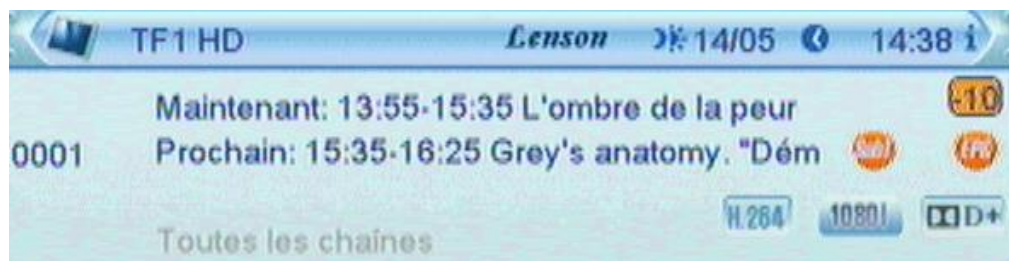 TF1 HD Lenson 14/05 14:38 i
-10
Maintenant: 13:55-15:35 L'ombre de la peur
0001 Prochain: 15:35-16:25 Grey's anatomy. "Dém
H.264 1080I D+
Toutes les chaînes